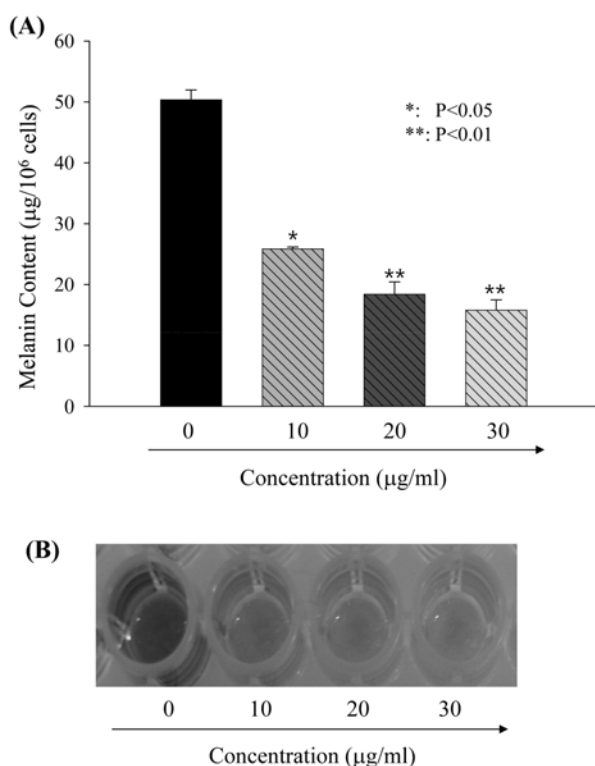 (A)
60
50
40
30
20
10
0
Melanin Content (μg/10⁶ cells)
*: P<0.05
**: P<0.01
*
**
**
0 10 20 30
Concentration (μg/ml)
(B)
0 10 20 30
Concentration (μg/ml)